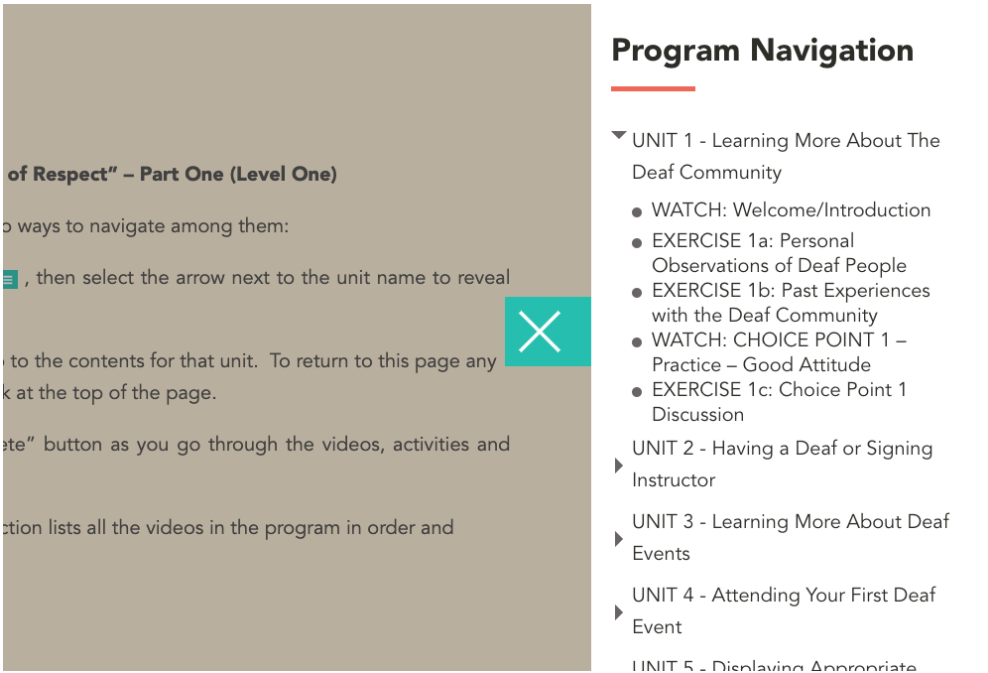 of Respect” – Part One (Level One)
ways to navigate among them:
, then select the arrow next to the unit name to reveal
to the contents for that unit. To return to this page any
at the top of the page.
button as you go through the videos, activities and
lists all the videos in the program in order and
Program Navigation
UNIT 1 - Learning More About The
Deaf Community
WATCH: Welcome/Introduction
EXERCISE 1a: Personal
Observations of Deaf People
EXERCISE 1b: Past Experiences
with the Deaf Community
WATCH: CHOICE POINT 1 –
Practice – Good Attitude
EXERCISE 1c: Choice Point 1
Discussion
UNIT 2 - Having a Deaf or Signing
Instructor
UNIT 3 - Learning More About Deaf
Events
UNIT 4 - Attending Your First Deaf
Event
UNIT 5 - Displaying Appropriate